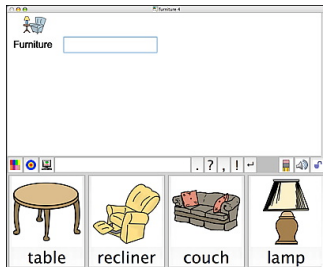 Furniture 4
Furniture
. ? , !
table recliner couch lamp